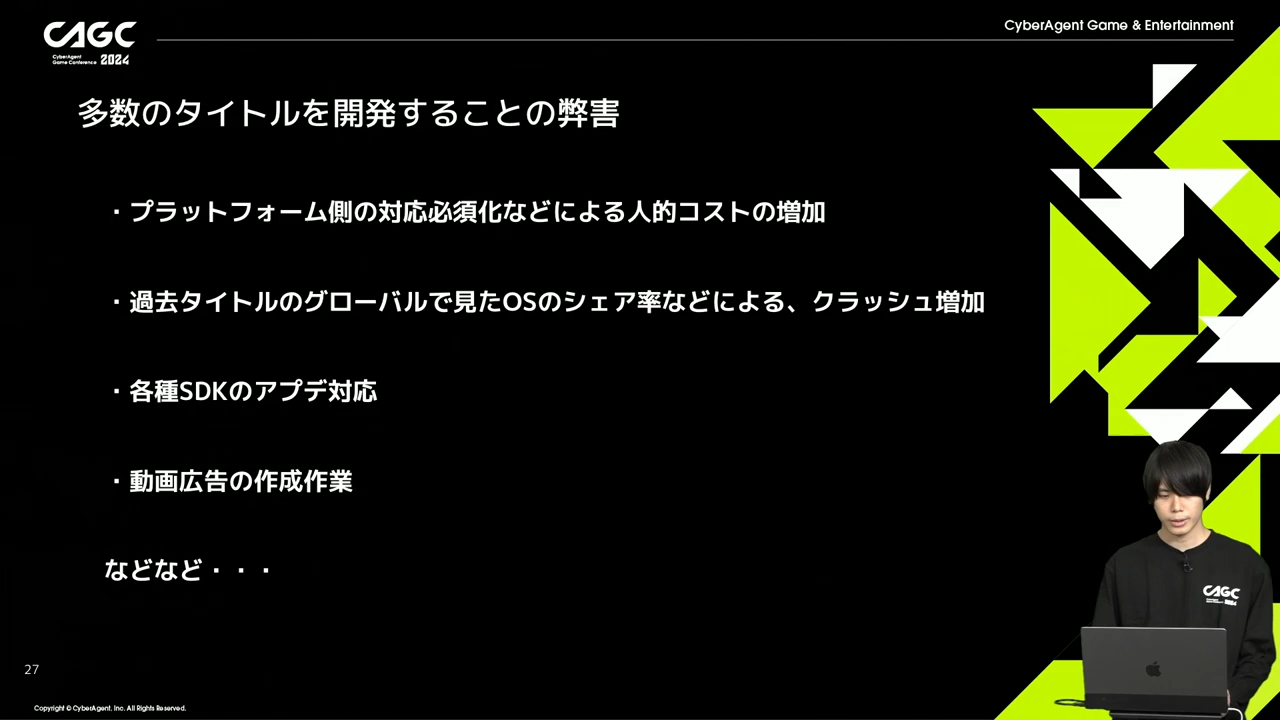 CAGC
CyberAgent
Game Conference 2024
CyberAgent Game & Entertainment
多数のタイトルを開発することの弊害
・プラットフォーム側の対応必須化などによる人的コストの増加
・過去タイトルのグローバルで見たOSのシェア率などによる、クラッシュ増加
・各種SDKのアプデ対応
・動画広告の作成作業
などなど・・・
CAGC
2024
27
Copyright © CyberAgent. Inc. All Rights Reserved.